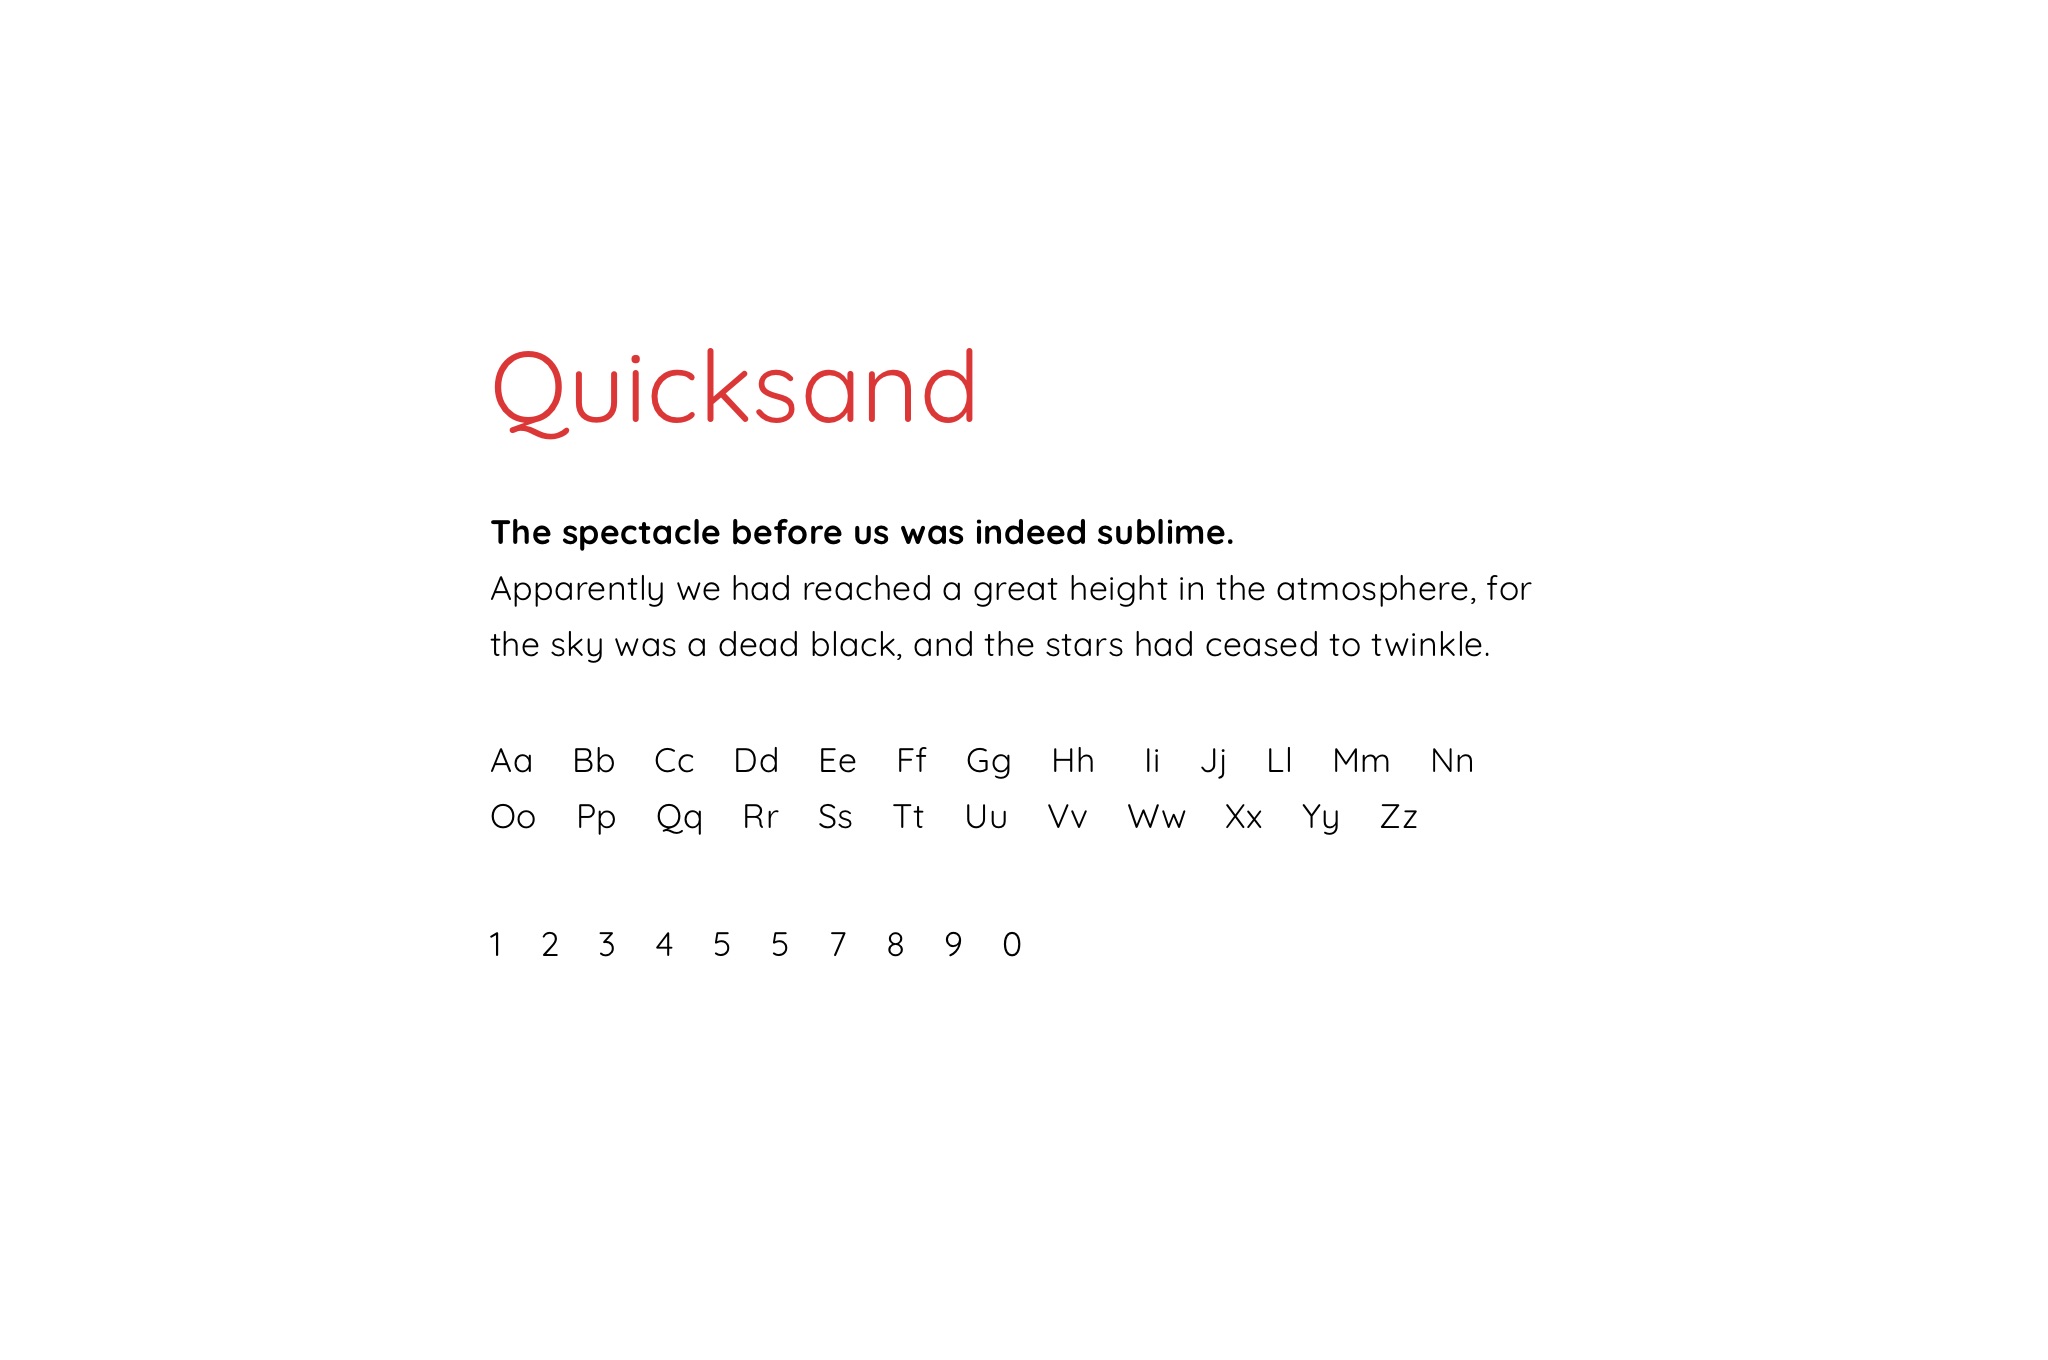 Quicksand
The spectacle before us was indeed sublime.
Apparently we had reached a great height in the atmosphere, for
the sky was a dead black, and the stars had ceased to twinkle.
Aa Bb Cc Dd Ee Ff Gg Hh Ii Jj Ll Mm Nn
Oo Pp Qq Rr Ss Tt Uu Vv Ww Xx Yy Zz
1 2 3 4 5 5 7 8 9 0